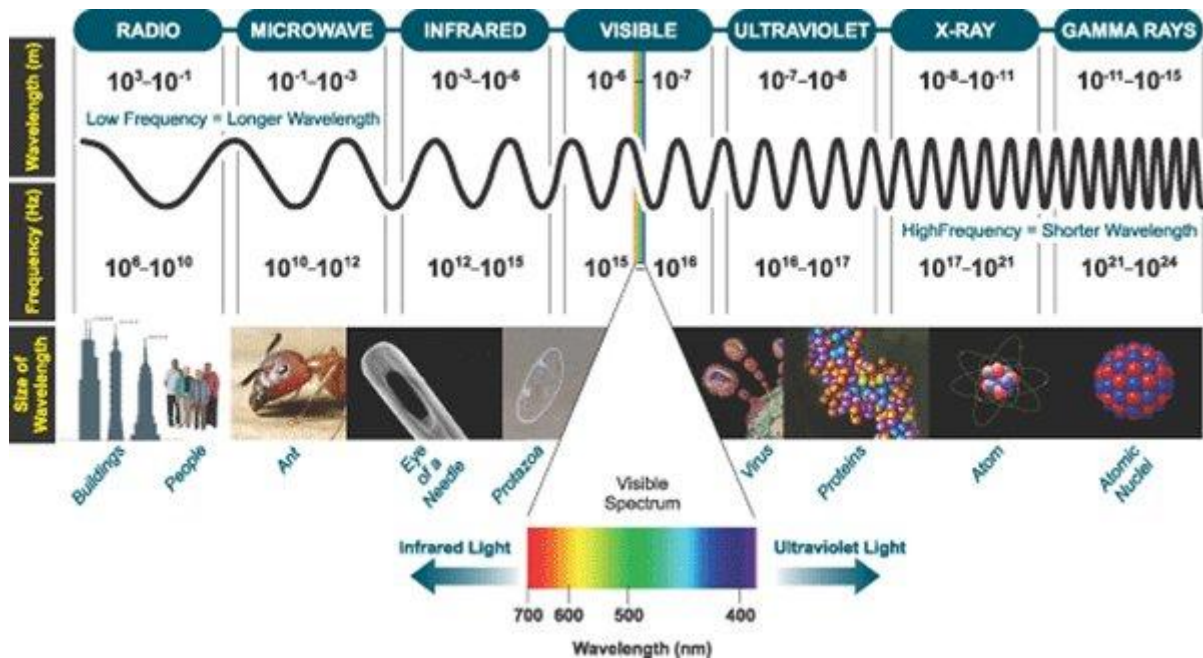 RADIO
MICROWAVE
INFRARED
VISIBLE
ULTRAVIOLET
X-RAY
GAMMA RAYS
Wavelength (m)
10³–10⁻¹
10⁻¹–10⁻³
10⁻³–10⁻⁶
10⁻⁶ – 10⁻⁷
10⁻⁷–10⁻⁸
10⁻⁸–10⁻¹¹
10⁻¹¹–10⁻¹⁵
Low Frequency = Longer Wavelength
HighFrequency = Shorter Wavelength
Frequency (Hz)
10⁶–10¹⁰
10¹⁰–10¹²
10¹²–10¹⁵
10¹⁵ – 10¹⁶
10¹⁶–10¹⁷
10¹⁷–10²¹
10²¹–10²⁴
Size of
Wavelength
Buildings
People
Ant
Eye
of a
Needle
Protazoa
Virus
Proteins
Atom
Atomic
Nuclei
Visible
Spectrum
Infrared Light
Ultraviolet Light
700 600 500 400
Wavelength (nm)